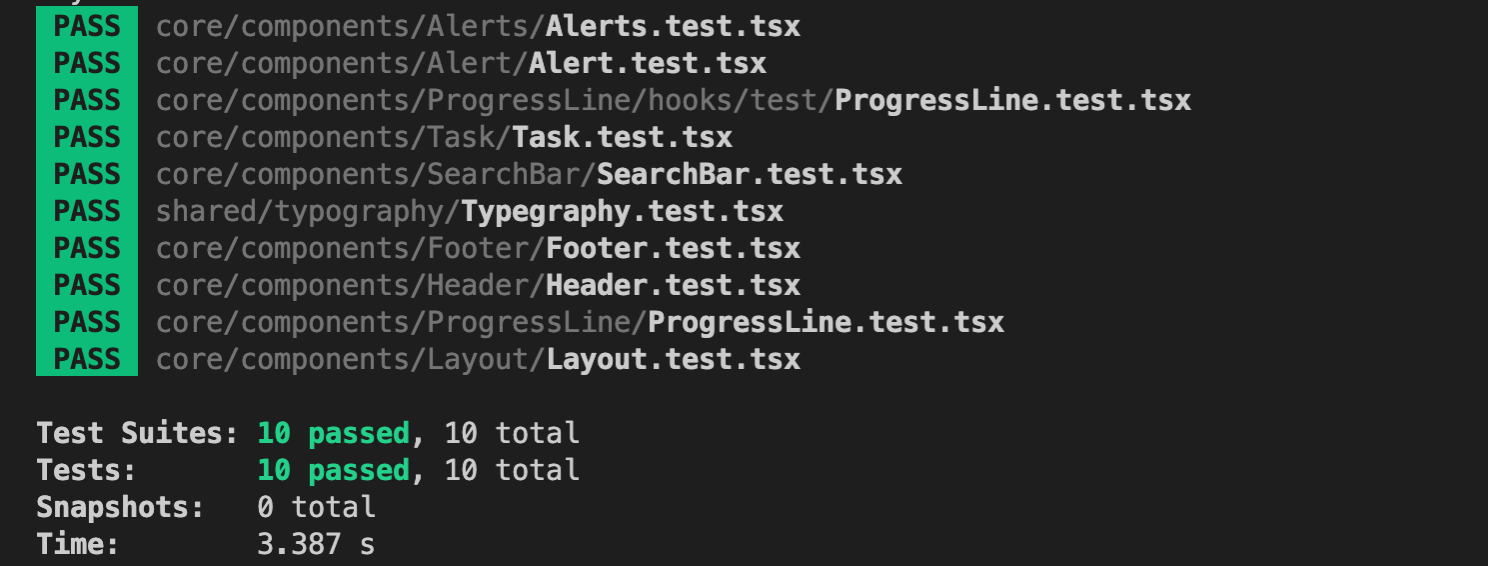 PASS core/components/Alerts/Alerts.test.tsx
PASS core/components/Alert/Alert.test.tsx
PASS core/components/ProgressLine/hooks/test/ProgressLine.test.tsx
PASS core/components/Task/Task.test.tsx
PASS core/components/SearchBar/SearchBar.test.tsx
PASS shared/typography/Typegraphy.test.tsx
PASS core/components/Footer/Footer.test.tsx
PASS core/components/Header/Header.test.tsx
PASS core/components/ProgressLine/ProgressLine.test.tsx
PASS core/components/Layout/Layout.test.tsx
Test Suites: 10 passed, 10 total
Tests: 10 passed, 10 total
Snapshots: 0 total
Time: 3.387 s